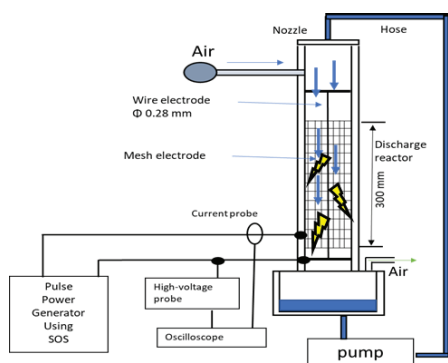 Nozzle
Hose
Air
Wire electrode
Φ 0.28 mm
Mesh electrode
Discharge
reactor
300 mm
Current probe
Air
Pulse
Power
Generator
Using
SOS
High-voltage
probe
Oscilloscope
pump